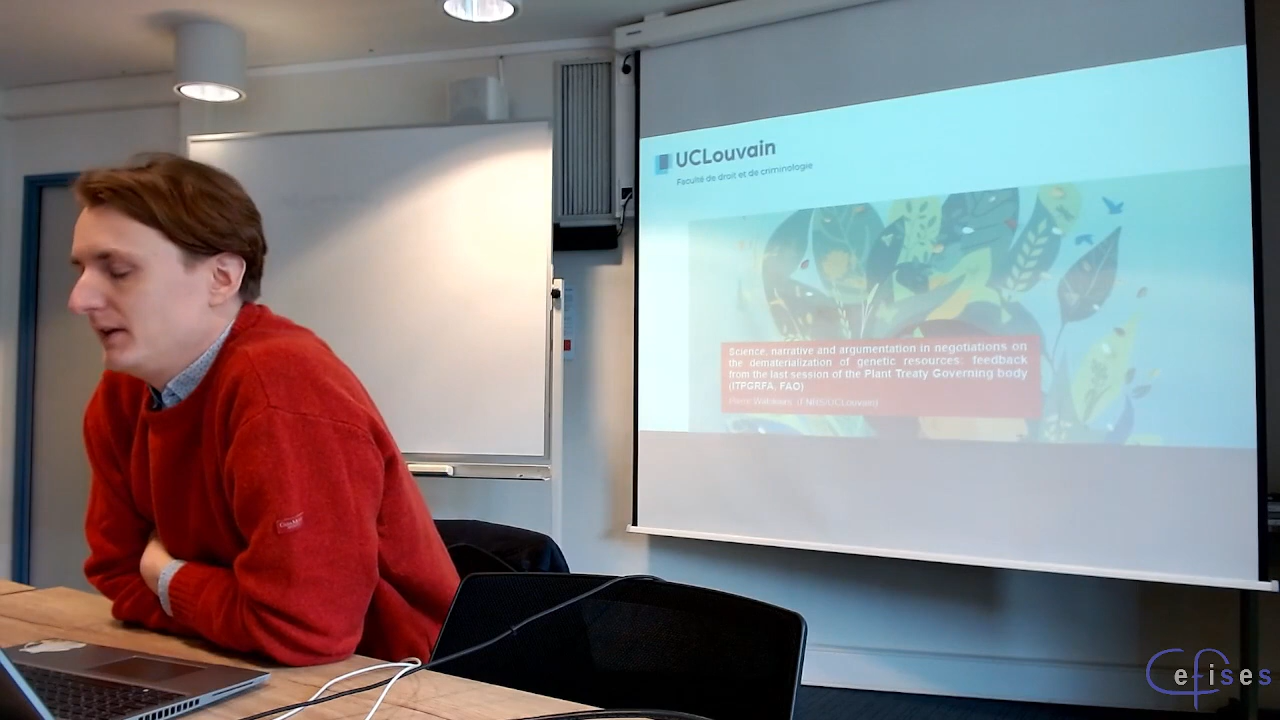 UCLouvain
Faculté de droit et de criminologie
Science, narrative and argumentation in negotiations on
the dematerialization of genetic resources: feedback
from the last session of the Plant Treaty Governing body
(ITPGRFA, FAO)
Cefises